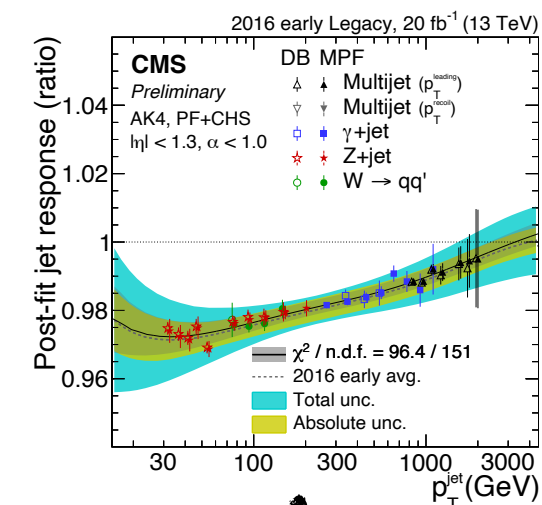 2016 early Legacy, 20 fb⁻¹ (13 TeV)
CMS
Preliminary
AK4, PF+CHS
|η| < 1.3, α < 1.0
DB MPF
Multijet (p_T^leading)
Multijet (p_T^recoil)
γ+jet
Z+jet
W → qq'
Post-fit jet response (ratio)
1.04
1.02
1
0.98
0.96
χ² / n.d.f. = 96.4 / 151
2016 early avg.
Total unc.
Absolute unc.
30 100 300 1000 3000
p_T^jet (GeV)